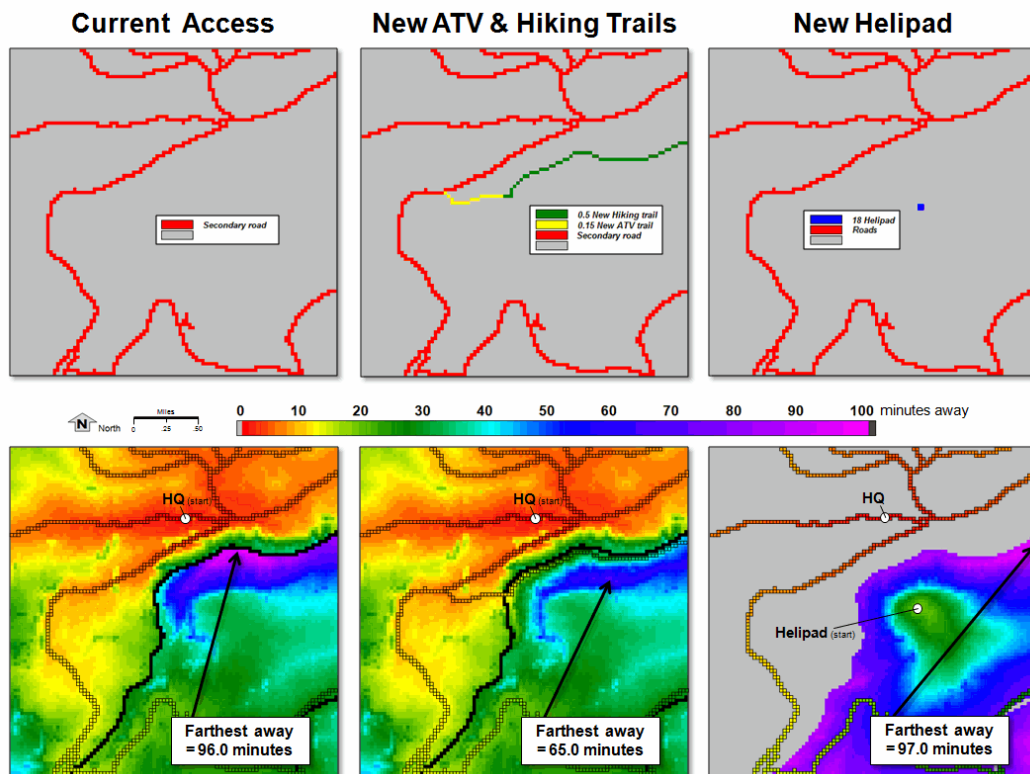 Current Access
New ATV & Hiking Trails
New Helipad
Secondary road
0.5 New Hiking trail
0.15 New ATV trail
Secondary road
18 Helipad
Roads
N
North
Miles
0 .25 .50
0 10 20 30 40 50 60 70 80 90 100 minutes away
HQ (start)
HQ (start)
HQ
Helipad (start)
Farthest away
= 96.0 minutes
Farthest away
= 65.0 minutes
Farthest away
= 97.0 minutes